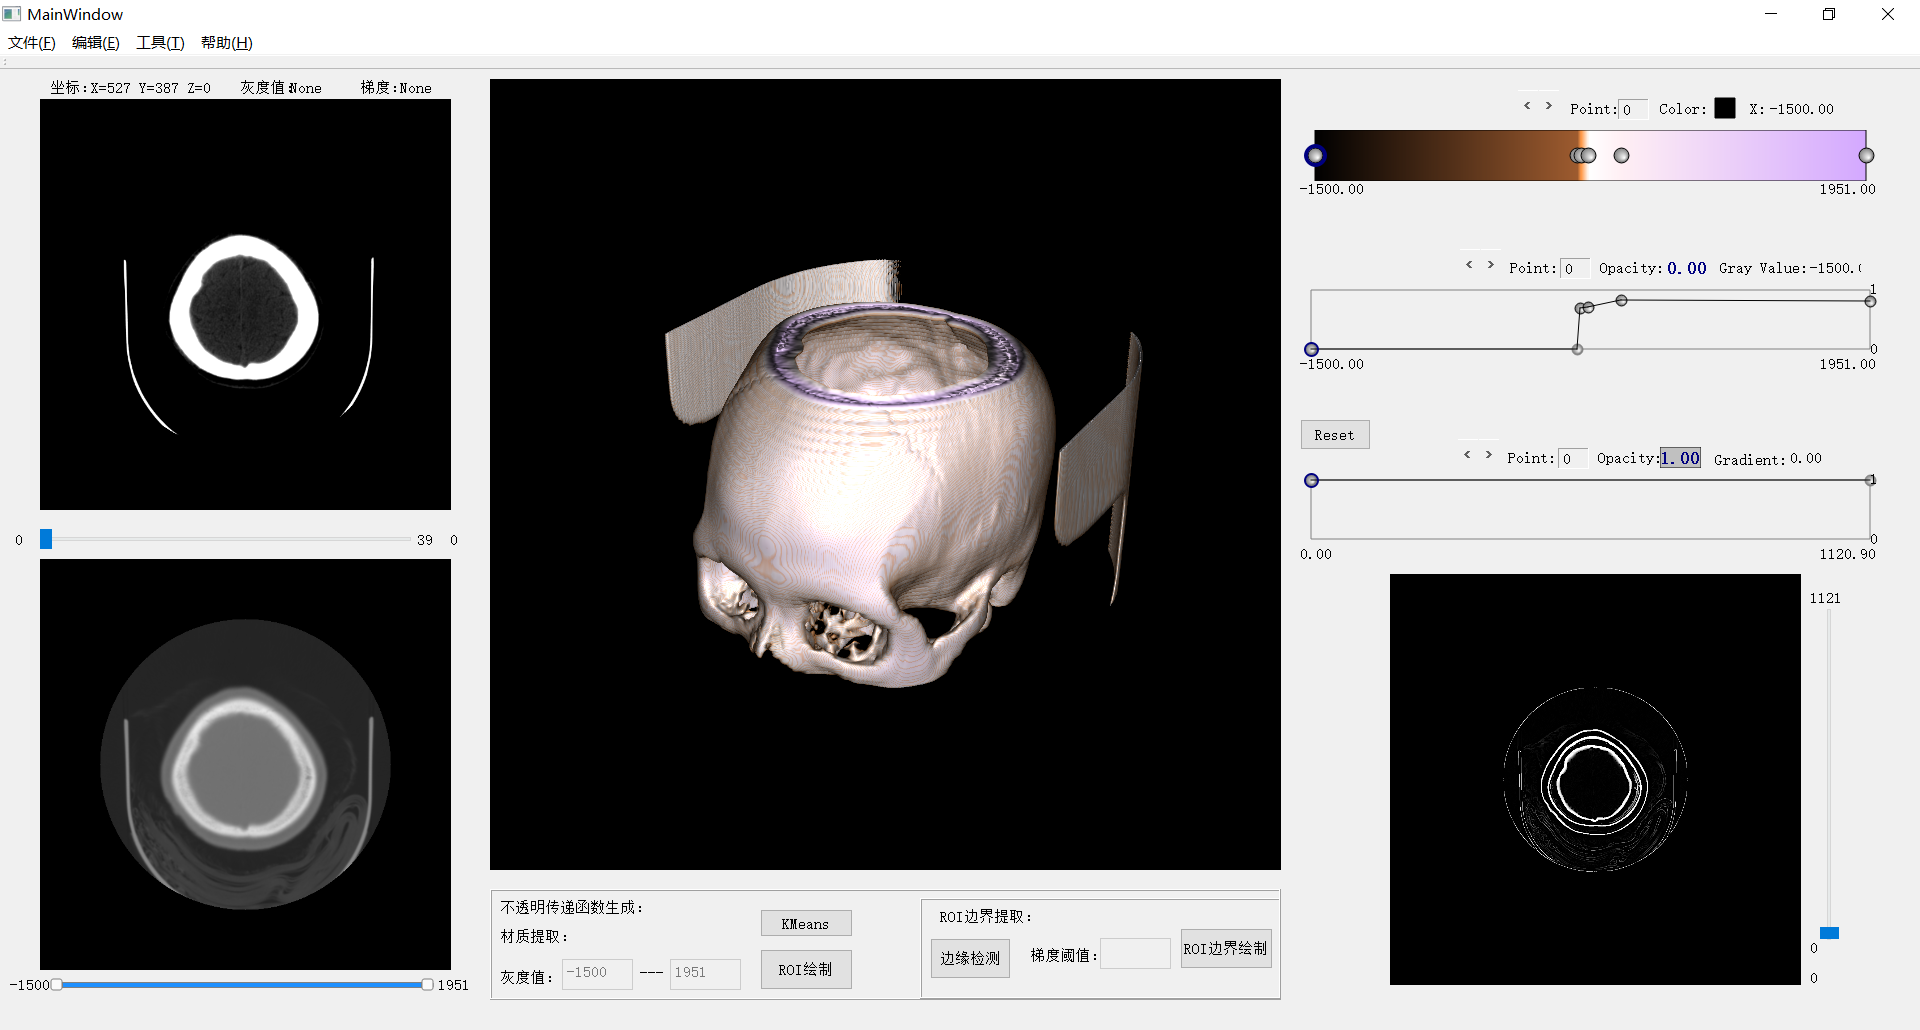 MainWindow
文件(F) 编辑(E) 工具(T) 帮助(H)
坐标:X=527 Y=387 Z=0 灰度值:None 梯度:None
0 39 0
-1500 1951
不透明传递函数生成:
材质提取:
KMeans
灰度值: -1500 --- 1951
ROI绘制
ROI边界提取:
边缘检测 梯度阈值: ROI边界绘制
< > Point: 0 Color: X: -1500.00
-1500.00 1951.00
< > Point: 0 Opacity: 0.00 Gray Value:-1500.
1
0
-1500.00 1951.00
Reset
< > Point: 0 Opacity: 1.00 Gradient: 0.00
1
0
0.00 1120.90
1121
0
0